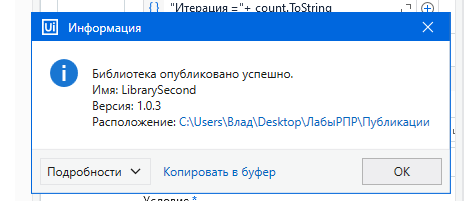 "Итерация ="+ count.ToString
Ui Информация
Библиотека опубликовано успешно.
Имя: LibrarySecond
Версия: 1.0.3
Расположение: C:\Users\Влад\Desktop\ЛабыРПР\Публикации
Подробности
Копировать в буфер
ОК
Условие *